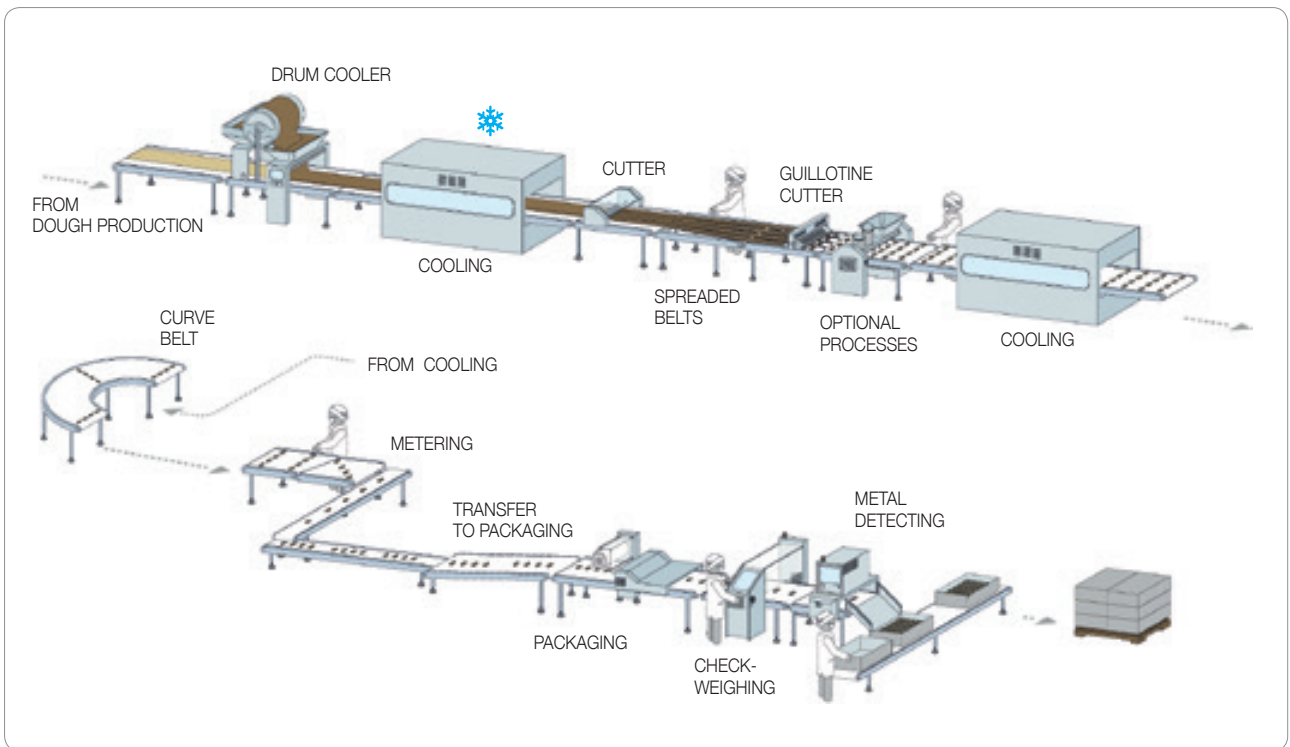 DRUM COOLER
CUTTER
GUILLOTINE
CUTTER
FROM
DOUGH PRODUCTION
COOLING
SPREADED
BELTS
OPTIONAL
PROCESSES
COOLING
CURVE
BELT
FROM COOLING
METERING
TRANSFER
TO PACKAGING
METAL
DETECTING
PACKAGING
CHECK-
WEIGHING